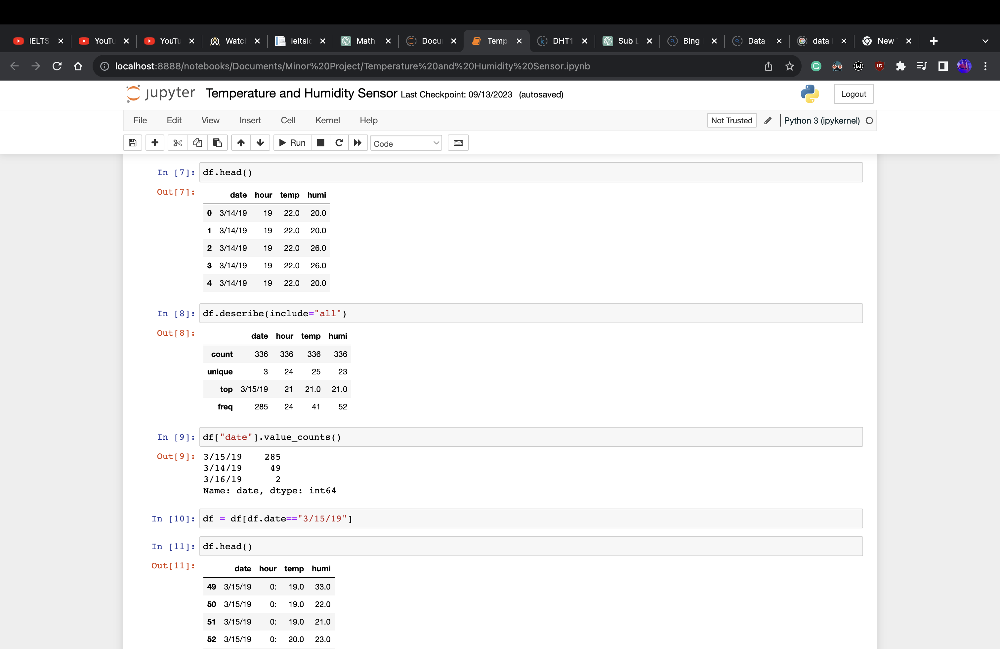 IELTS YouTu YouTu Watc ieltsic Math Docu Temp DHT1 Sub L Bing Data data New
localhost:8888/notebooks/Documents/Minor%20Project/Temperature%20and%20Humidity%20Sensor.ipynb
jupyter Temperature and Humidity Sensor Last Checkpoint: 09/13/2023 (autosaved) Logout
File Edit View Insert Cell Kernel Help Not Trusted Python 3 (ipykernel)
Run Code
In [7]: df.head()
Out[7]:
date hour temp humi
0 3/14/19 19 22.0 20.0
1 3/14/19 19 22.0 20.0
2 3/14/19 19 22.0 26.0
3 3/14/19 19 22.0 26.0
4 3/14/19 19 22.0 20.0
In [8]: df.describe(include="all")
Out[8]:
date hour temp humi
count 336 336 336 336
unique 3 24 25 23
top 3/15/19 21 21.0 21.0
freq 285 24 41 52
In [9]: df["date"].value_counts()
Out[9]: 3/15/19 285
3/14/19 49
3/16/19 2
Name: date, dtype: int64
In [10]: df = df[df.date=="3/15/19"]
In [11]: df.head()
Out[11]:
date hour temp humi
49 3/15/19 0: 19.0 33.0
50 3/15/19 0: 19.0 22.0
51 3/15/19 0: 19.0 21.0
52 3/15/19 0: 20.0 23.0